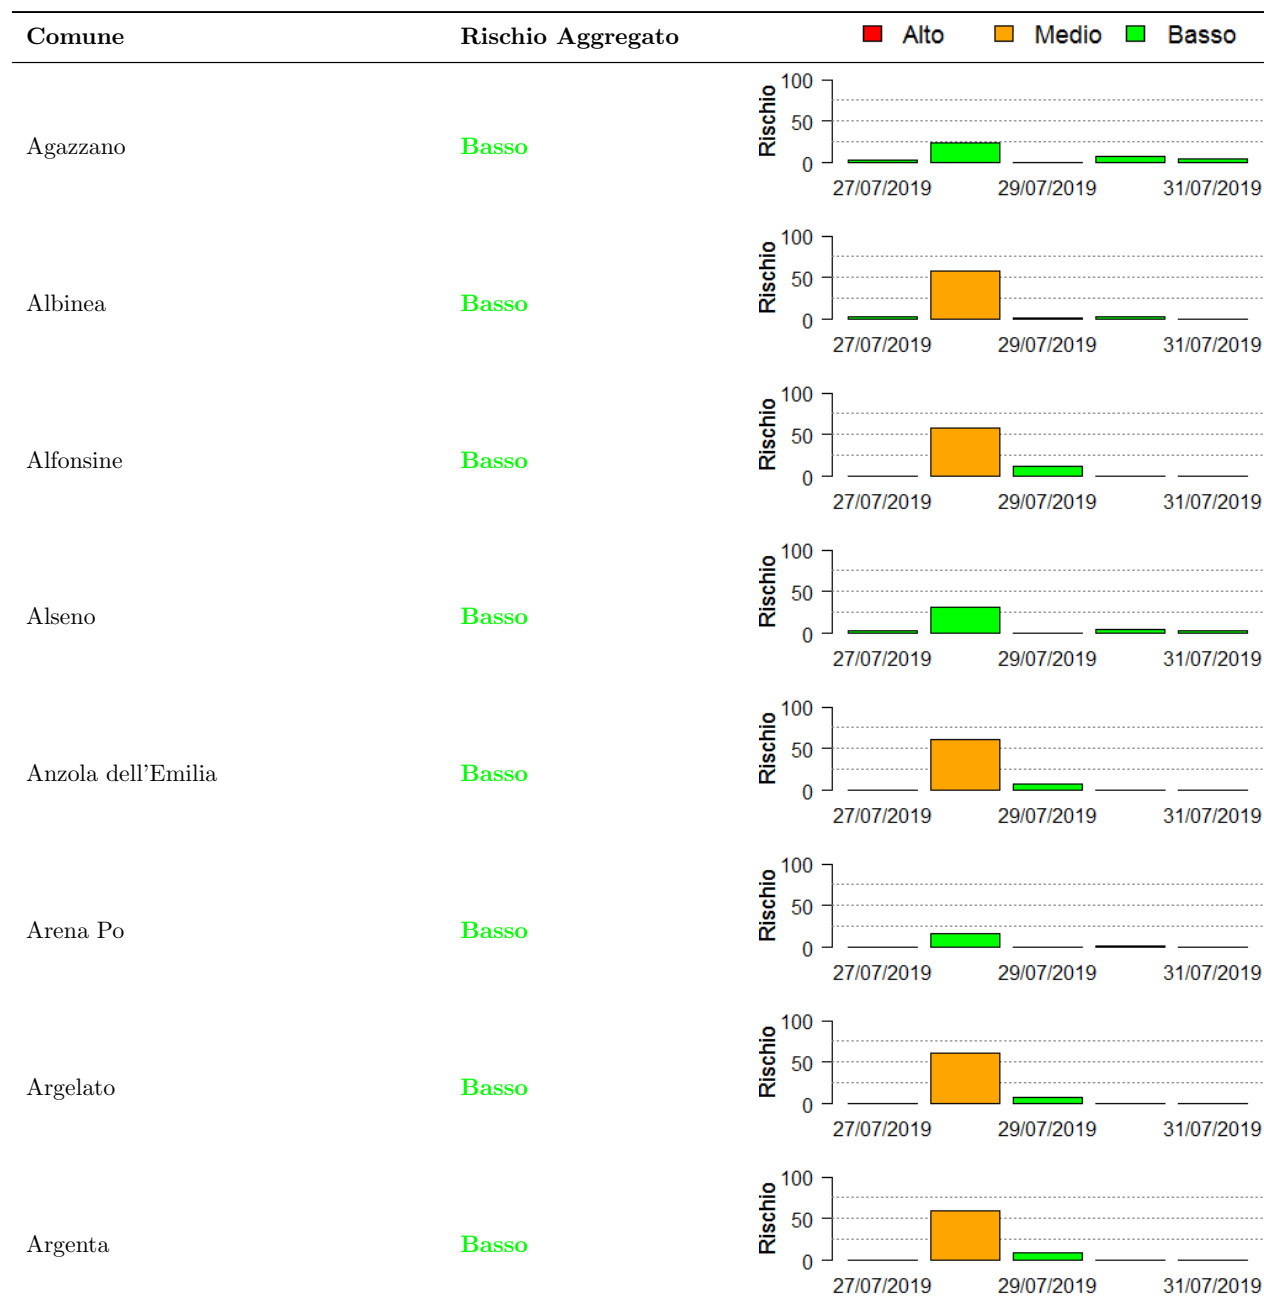 Comune Rischio Aggregato Alto Medio Basso
Agazzano Basso Rischio 100 50 0
27/07/2019 29/07/2019 31/07/2019
Albinea Basso Rischio 100 50 0
27/07/2019 29/07/2019 31/07/2019
Alfonsine Basso Rischio 100 50 0
27/07/2019 29/07/2019 31/07/2019
Alseno Basso Rischio 100 50 0
27/07/2019 29/07/2019 31/07/2019
Anzola dell'Emilia Basso Rischio 100 50 0
27/07/2019 29/07/2019 31/07/2019
Arena Po Basso Rischio 100 50 0
27/07/2019 29/07/2019 31/07/2019
Argelato Basso Rischio 100 50 0
27/07/2019 29/07/2019 31/07/2019
Argenta Basso Rischio 100 50 0
27/07/2019 29/07/2019 31/07/2019